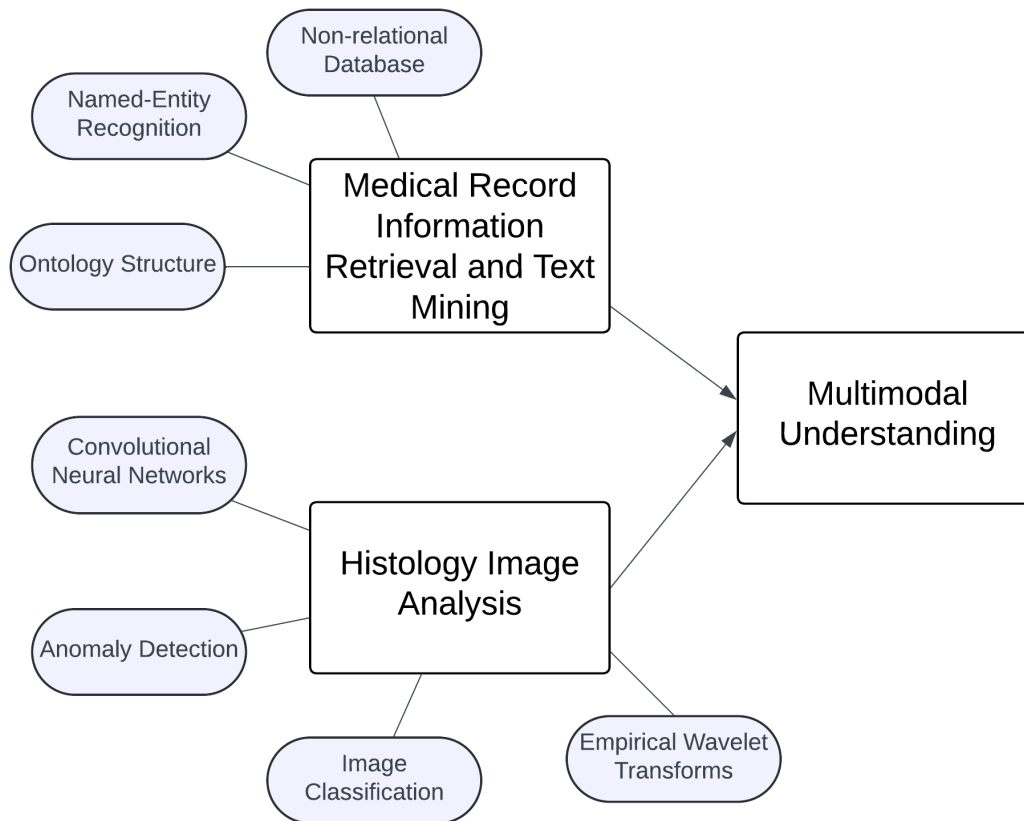 Non-relational
Database
Named-Entity
Recognition
Medical Record
Information
Retrieval and Text
Mining
Ontology Structure
Multimodal
Understanding
Convolutional
Neural Networks
Histology Image
Analysis
Anomaly Detection
Empirical Wavelet
Transforms
Image
Classification